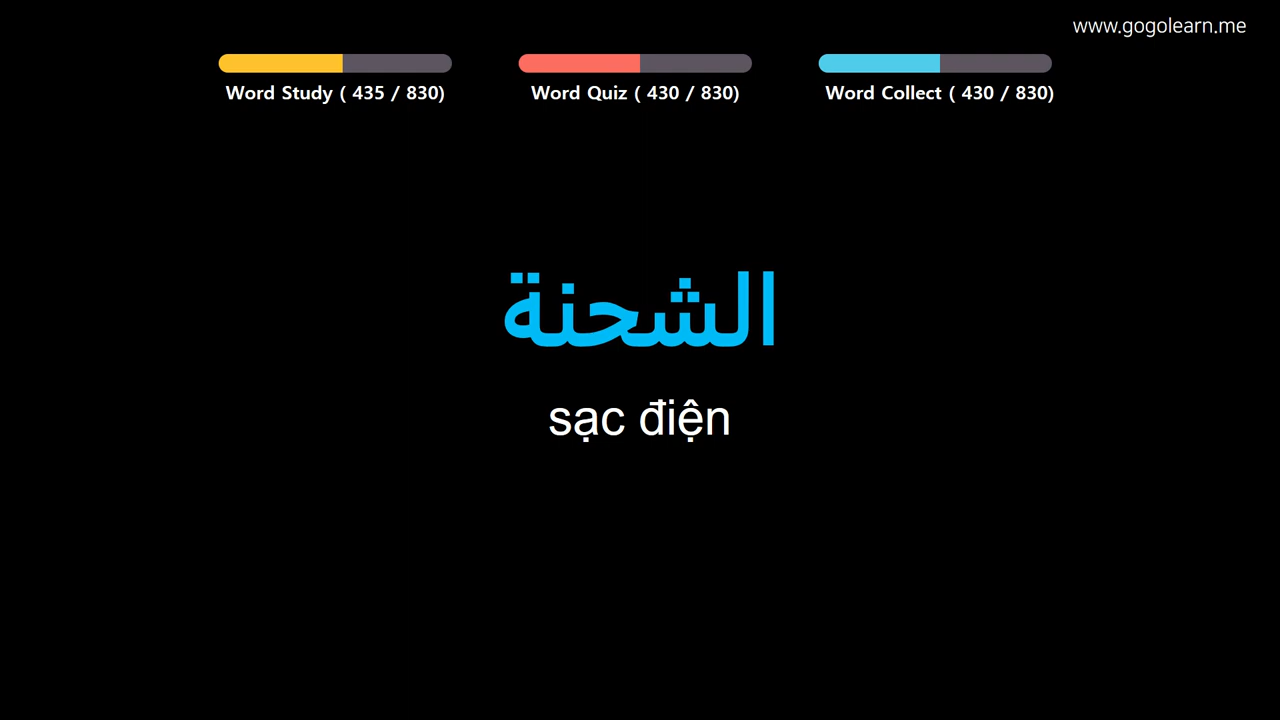 www.gogolearn.me
Word Study ( 435 / 830)
Word Quiz ( 430 / 830)
Word Collect ( 430 / 830)
الشحنة
sạc điện